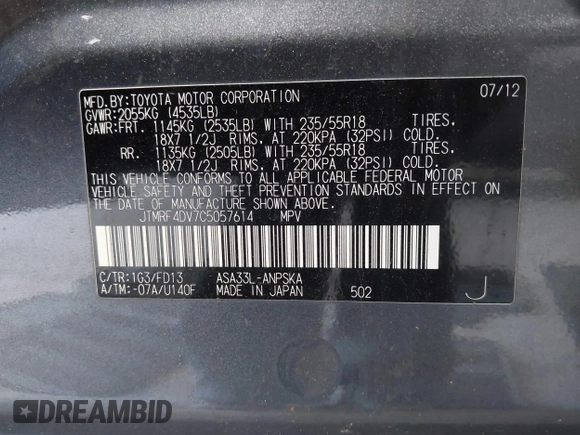 MFD.BY:TOYOTA MOTOR CORPORATION 07/12
GVWR:2055KG (4535LB)
GAWR:FRT. 1145KG (2535LB) WITH 235/55R18 TIRES.
18X7 1/2J RIMS. AT 220KPA (32PSI) COLD.
RR. 1135KG (2505LB) WITH 235/55R18 TIRES.
18X7 1/2J RIMS. AT 220KPA (32PSI) COLD.
THIS VEHICLE CONFORMS TO ALL APPLICABLE FEDERAL MOTOR
VEHICLE SAFETY AND THEFT PREVENTION STANDARDS IN EFFECT ON
THE DATE OF MANUFACTURE SHOWN ABOVE.
JTMRF4DV7C5057614 MPV
C/TR:1G3/FD13 ASA33L-ANPSKA
A/TM:-07A/U140F MADE IN JAPAN 502 J
DREAMBID